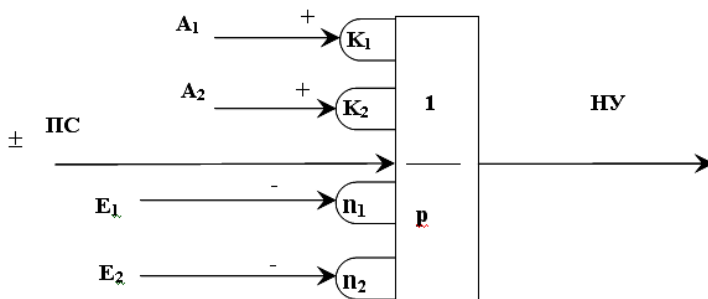 A₁ + K₁
A₂ + K₂ 1 НУ
± ПС
E₁ - n₁ p
E₂ - n₂